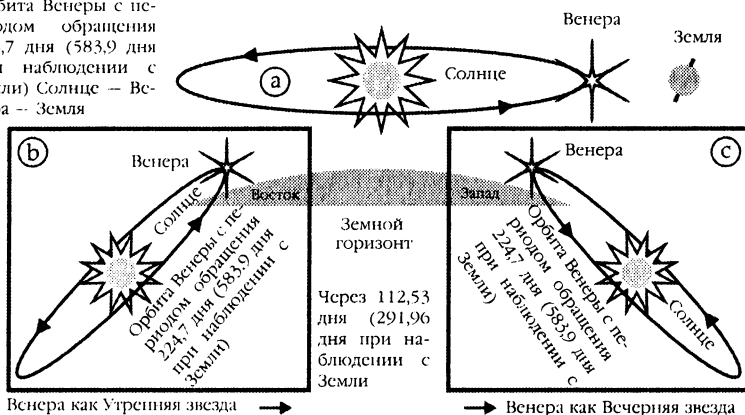 бита Венеры с пе-
дом обращения
,7 дня (583,9 дня
и наблюдении с
ли) Солнце — Ве-
а — Земля
a
Солнце
Венера
Земля
b
Венера
Солнце
Орбита Венеры с пе-
риодом обращения
224,7 дня (583,9 дня
при наблюдении с
Земли)
Восток
Запад
Земной
горизонт
Через 112,53
дня (291,96
дня при на-
блюдении с
Земли
c
Венера
Орбита Венеры с пе-
риодом обращения
224,7 дня (583,9 дня
при наблюдении с
Земли)
Солнце
Венера как Утренняя звезда
Венера как Вечерняя звезда